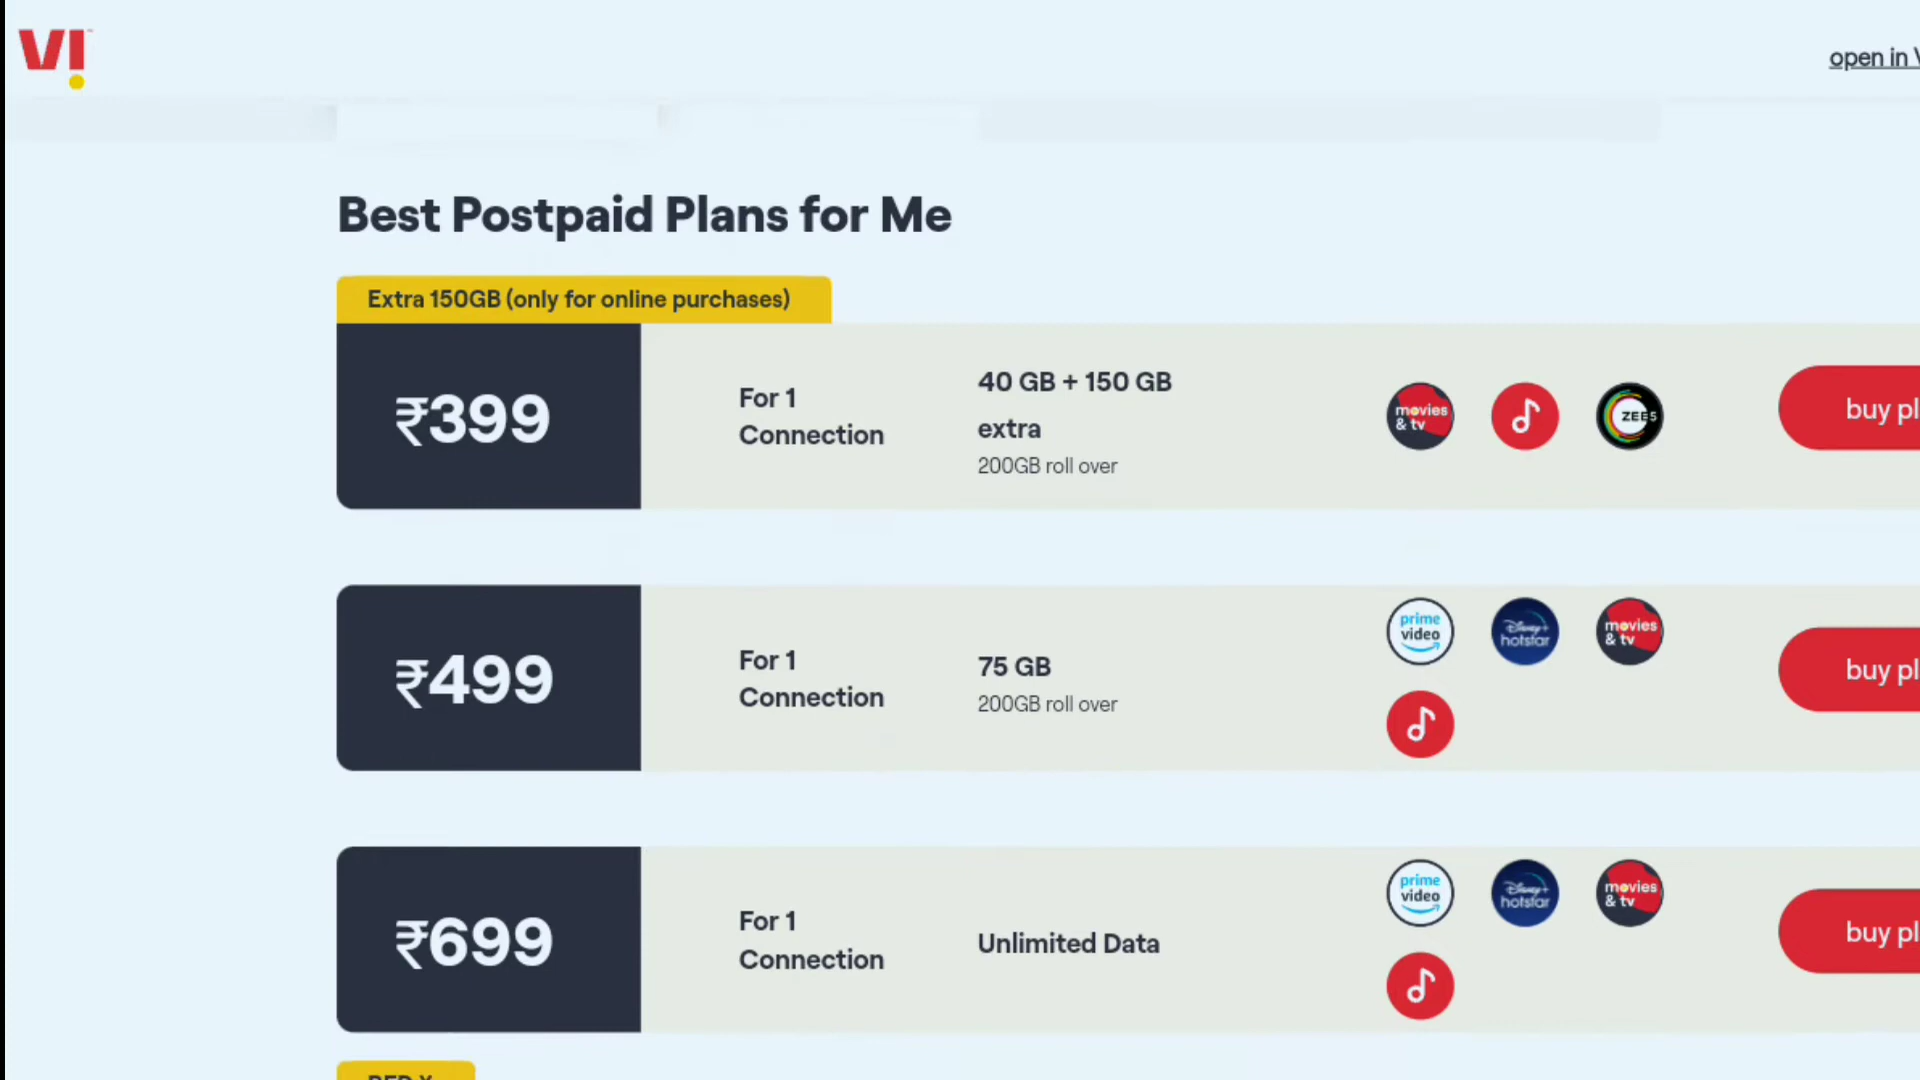 VI
open in
Best Postpaid Plans for Me
Extra 150GB (only for online purchases)
₹399
For 1
Connection
40 GB + 150 GB
extra
200GB roll over
movies
& tv
ZEE5
buy pl
₹499
For 1
Connection
75 GB
200GB roll over
prime
video
Disney+
hotstar
movies
& tv
buy pl
₹699
For 1
Connection
Unlimited Data
prime
video
Disney+
hotstar
movies
& tv
buy pl